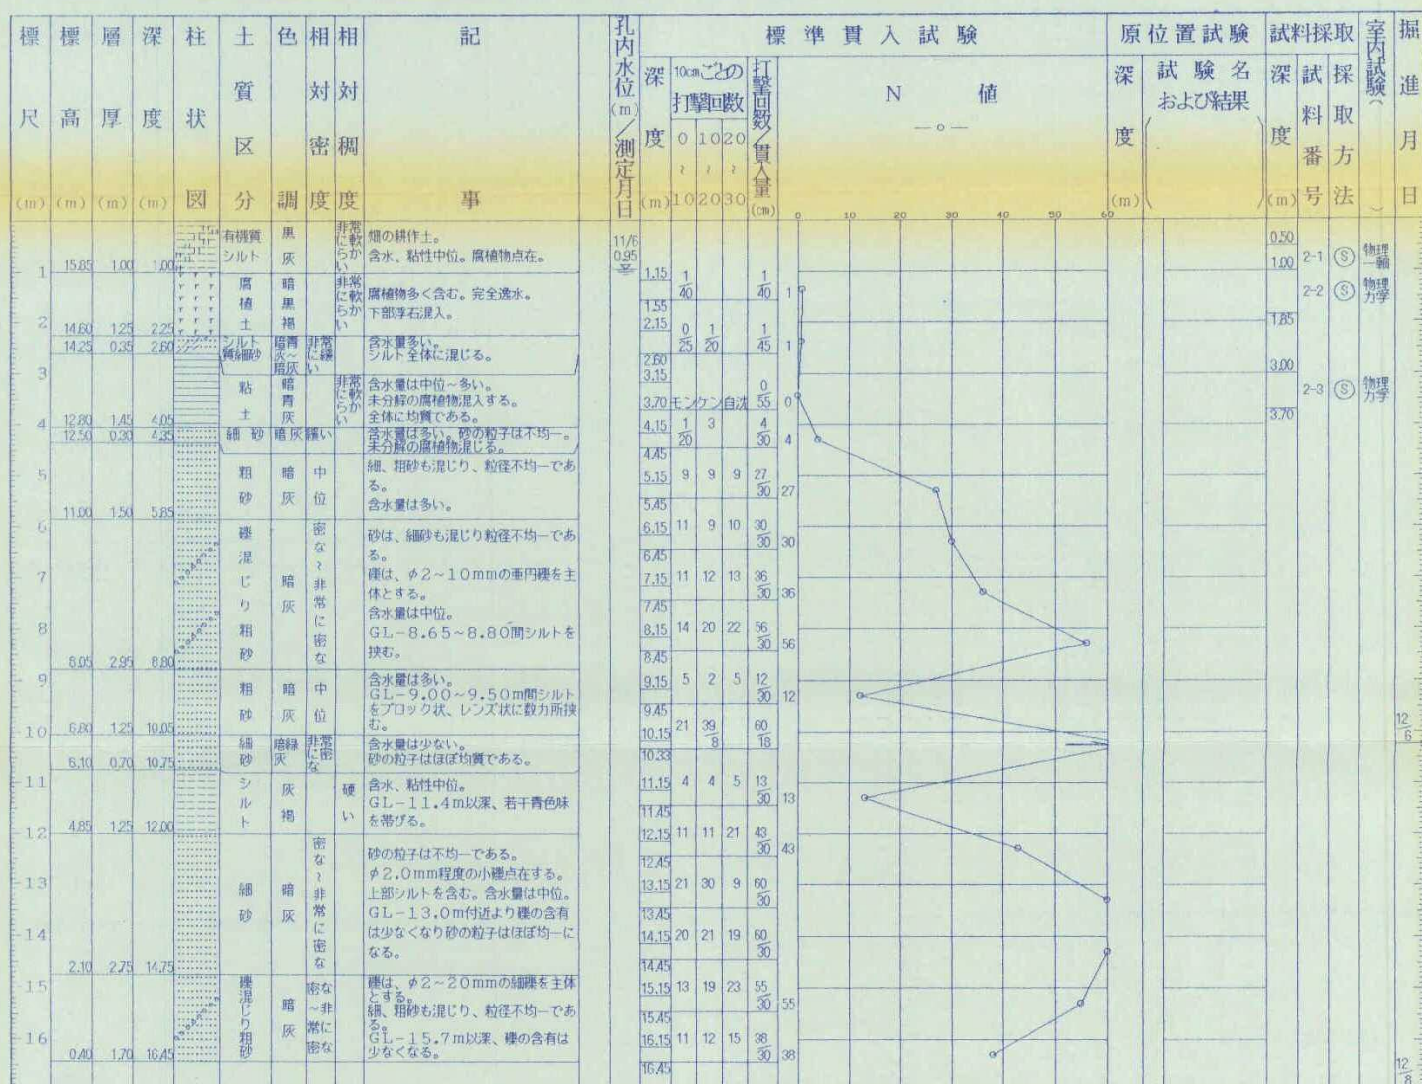 標尺 (m)
標高 (m)
層厚 (m)
深度 (m)
柱状図
土質区分
色調
相対密度
相対稠度
記事
孔内水位(m)／測定月日
標準貫入試験
深度 (m)
10cmごとの打撃回数
0 10 20
～ ～ ～
10 20 30
打撃回数／貫入量 (cm)
N 値
―○―
0 10 20 30 40 50 60
原位置試験
深度 (m)
試験名および結果
試料採取
深度 (m)
試料番号
採取方法
室内試験
掘進月日
1
15.85 1.00 1.00
有機質シルト
黒灰
非常に軟らかい
畑の耕作土。
含水、粘性中位。腐植物点在。
11/6
0.95
2
14.60 1.25 2.25
腐植土
暗黒褐
非常に軟らかい
腐植物多く含む。完全逸水。
下部浮石混入。
14.25 0.35 2.60
シルト質細砂
暗青灰～暗灰
非常に緩い
含水量多い。
シルト全体に混じる。
3
12.80 1.45 4.05
粘土
暗青灰
非常に軟らかい
含水量は中位～多い。
未分解の腐植物混入する。
全体に均質である。
4
12.50 0.30 4.35
細砂
暗灰
緩い
含水量は多い。砂の粒子は不均一。
未分解の腐植物混じる。
5
11.00 1.50 5.85
粗砂
暗灰
中位
細、粗砂も混じり、粒径不均一であ
る。
含水量は多い。
6
7
8
8.05 2.95 8.80
礫混じり粗砂
暗灰
密な～非常に密な
砂は、細砂も混じり粒径不均一であ
る。
礫は、φ2～10mmの亜円礫を主
体とする。
含水量は中位。
GL－8.65～8.80間シルトを
挟む。
9
10
6.80 1.25 10.05
粗砂
暗灰
中位
含水量は多い。
GL－9.00～9.50m間シルト
をブロック状、レンズ状に数カ所挟
む。
6.10 0.70 10.75
細砂
暗緑灰
非常に密な
含水量は少ない。
砂の粒子はほぼ均質である。
11
12
4.85 1.25 12.00
シルト
灰褐
硬い
含水、粘性中位。
GL－11.4m以深、若干青色味
を帯びる。
13
14
2.10 2.75 14.75
細砂
暗灰
密な～非常に密な
砂の粒子は不均一である。
φ2.0mm程度の小礫点在する。
上部シルトを含む。含水量は中位。
GL－13.0m付近より礫の含有
は少なくなり砂の粒子はほぼ均一に
なる。
15
16
0.40 1.70 16.45
礫混じり粗砂
暗灰
密な～非常に密な
礫は、φ2～20mmの細礫を主体
とする。
細、粗砂も混じり、粒径不均一であ
る。
GL－15.7m以深、礫の含有は
少なくなる。
1.15 1/40 1/40 1
1.55
2.15 0/25 1/20 1/45 1
2.60
3.15
3.70 モンケン自沈 0/55 0
4.15 1/20 3 4/30 4
4.45
5.15 9 9 9 27/30 27
5.45
6.15 11 9 10 30/30 30
6.45
7.15 11 12 13 36/30 36
7.45
8.15 14 20 22 56/30 56
8.45
9.15 5 2 5 12/30 12
9.45
10.15 21 39/8 60/18
10.33
11.15 4 4 5 13/30 13
11.45
12.15 11 11 21 43/30 43
12.45
13.15 21 30 9 60/30
13.45
14.15 20 21 19 60/30
14.45
15.15 13 19 23 55/30 55
15.45
16.15 11 12 15 38/30 38
16.45
0.50
1.00 2-1 Ⓢ 物理一軸
2-2 Ⓢ 物理力学
1.85
3.00
2-3 Ⓢ 物理力学
3.70
12/6
12/8